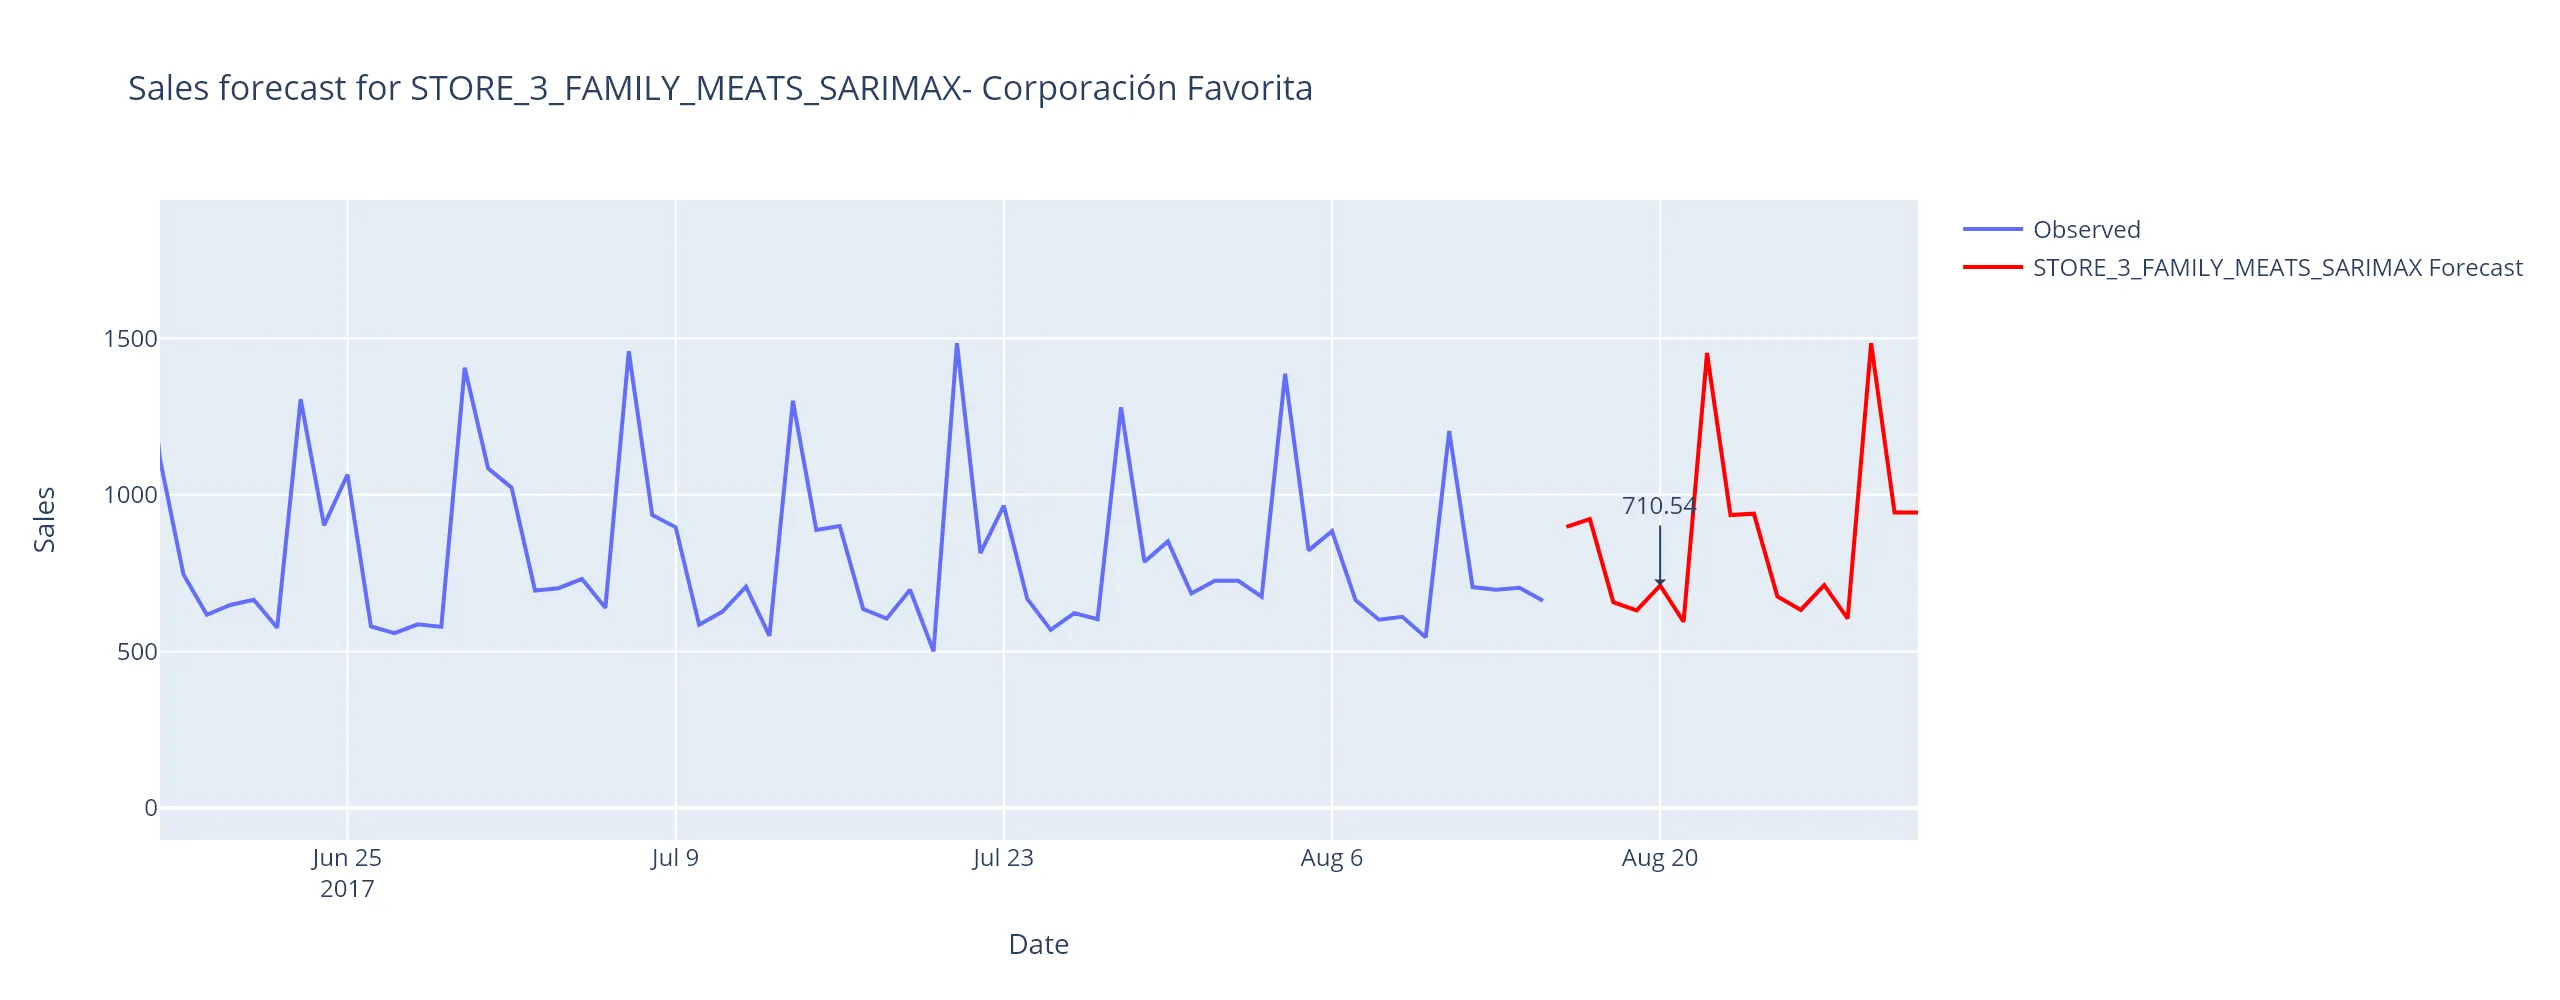 Sales forecast for STORE_3_FAMILY_MEATS_SARIMAX- Corporación Favorita
Observed
STORE_3_FAMILY_MEATS_SARIMAX Forecast
1500
1000
500
0
Sales
710.54
Jun 25
2017
Jul 9
Jul 23
Aug 6
Aug 20
Date